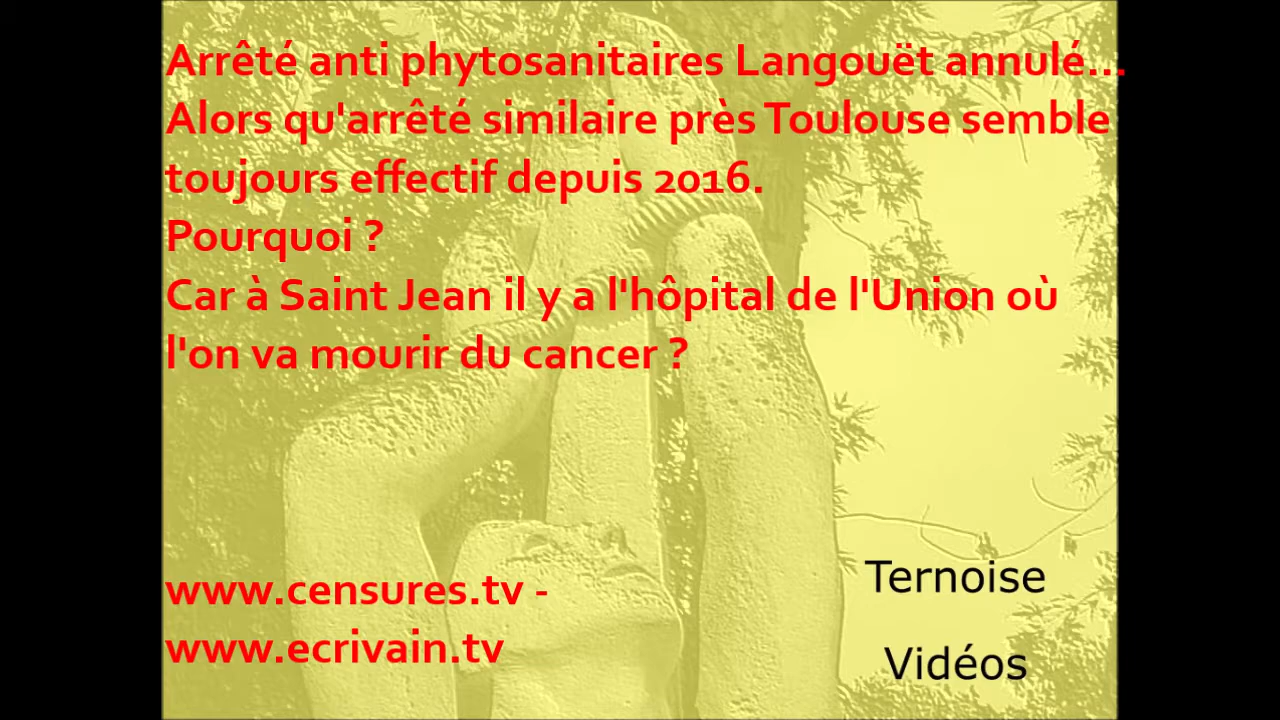 Arrêté anti phytosanitaires Langouët annulé...
Alors qu'arrêté similaire près Toulouse semble
toujours effectif depuis 2016.
Pourquoi ?
Car à Saint Jean il y a l'hôpital de l'Union où
l'on va mourir du cancer ?
www.censures.tv -
www.ecrivain.tv
Ternoise
Vidéos